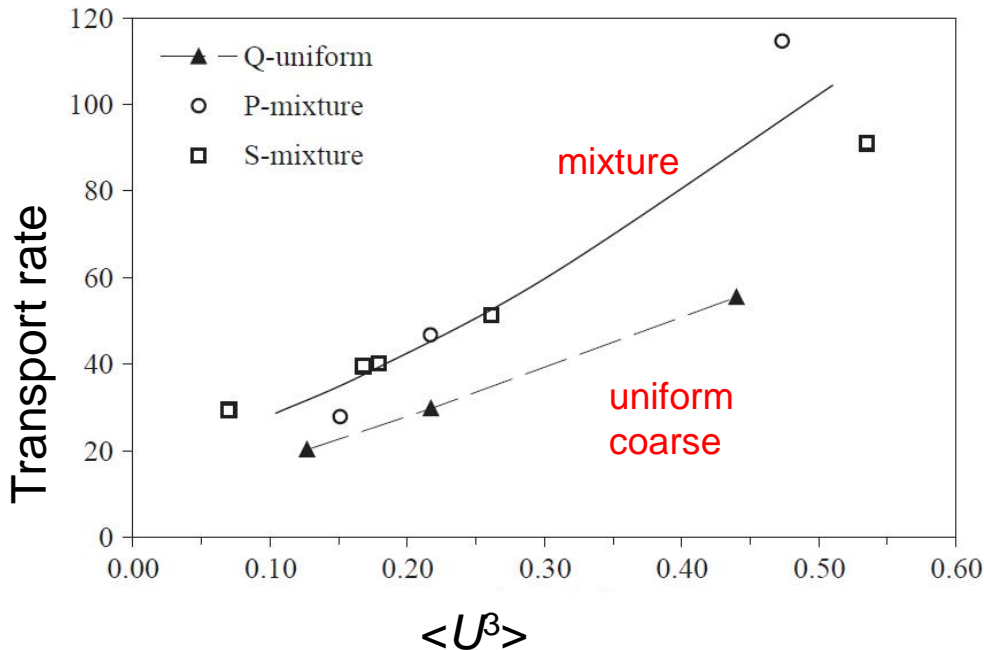 120
100
80
60
40
20
0
Transport rate
Q-uniform
P-mixture
S-mixture
mixture
uniform
coarse
0.00 0.10 0.20 0.30 0.40 0.50 0.60
<U³>